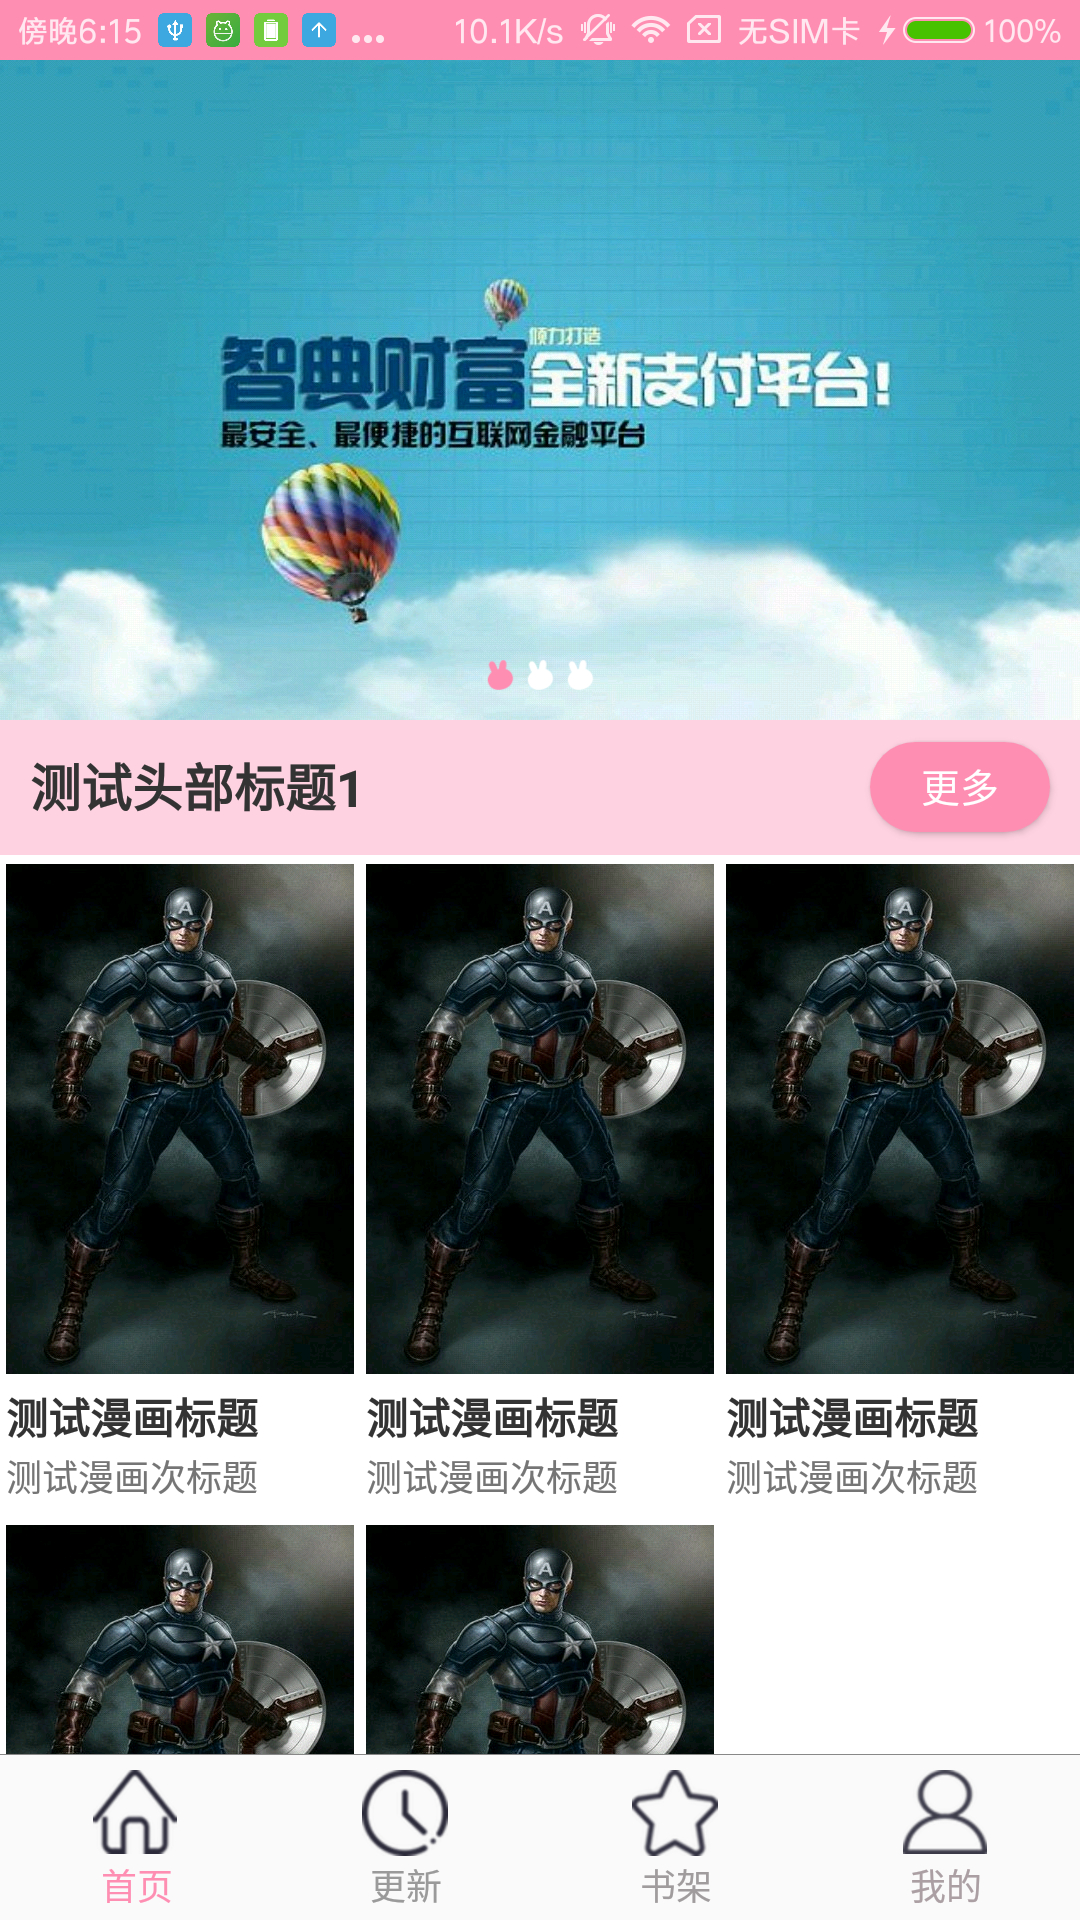 傍晚6:15 ... 10.1K/s 无SIM卡 100%
倾力打造
智典财富全新支付平台!
最安全、最便捷的互联网金融平台
测试头部标题1 更多
测试漫画标题 测试漫画标题 测试漫画标题
测试漫画次标题 测试漫画次标题 测试漫画次标题
首页 更新 书架 我的